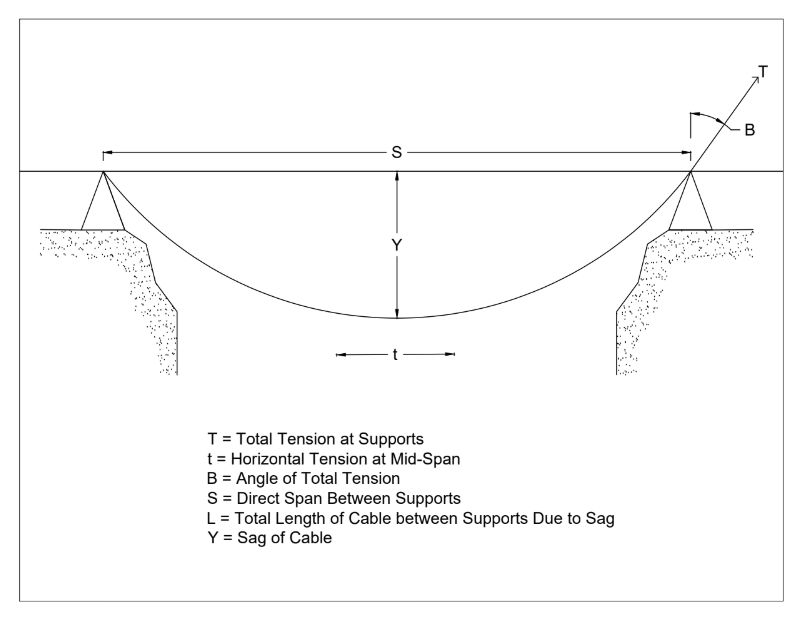 T
B
S
Y
t
T = Total Tension at Supports
t = Horizontal Tension at Mid-Span
B = Angle of Total Tension
S = Direct Span Between Supports
L = Total Length of Cable between Supports Due to Sag
Y = Sag of Cable